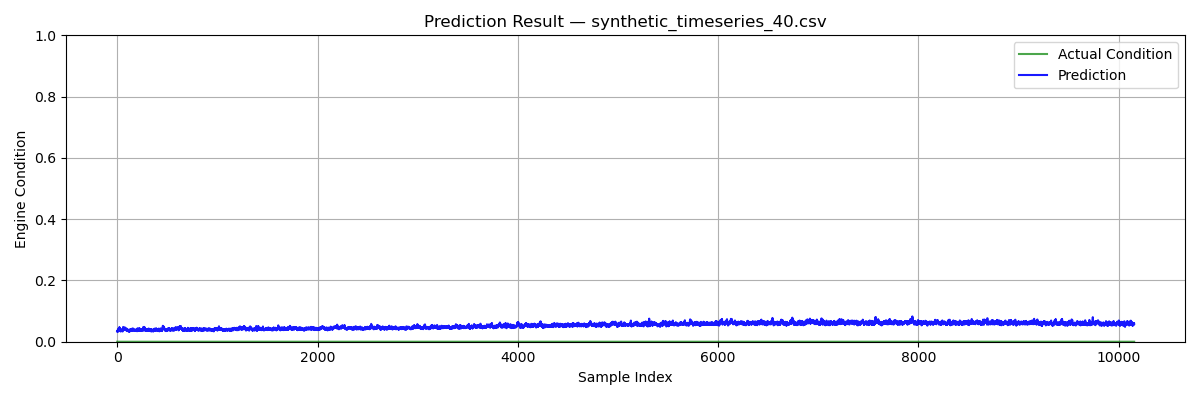 Prediction Result — synthetic_timeseries_40.csv
1.0
0.8
0.6
0.4
0.2
0.0
Engine Condition
Actual Condition
Prediction
0
2000
4000
6000
8000
10000
Sample Index